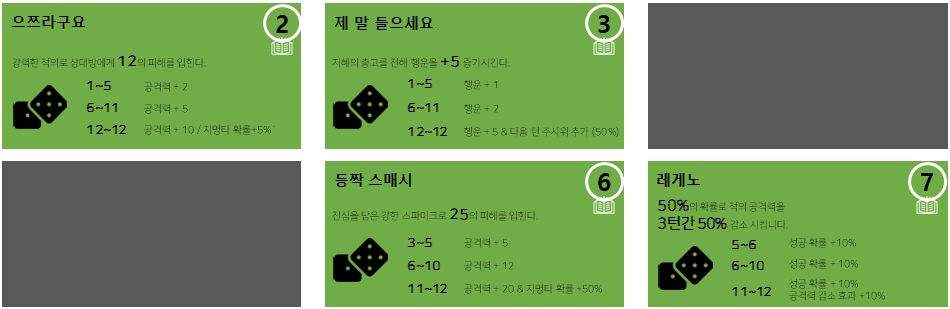 으쯔라구요
2
강력한 적의로 상대방에게 12의 피해를 입힌다.
1~5 공격력 + 2
6~11 공격력 + 5
12~12 공격력 + 10 / 치명타 확률+5%`
제 말 들으세요
3
지혜의 충고를 전해 행운을 +5 증가시킨다.
1~5 행운 + 1
6~11 행운 + 2
12~12 행운 + 5 & 다음 턴 주사위 추가 (50%)
등짝 스매시
6
진심을 담은 강한 스파이크로 25의 피해를 입힌다.
3~5 공격력 + 5
6~10 공격력 + 12
11~12 공격력 + 20 & 치명타 확률 +50%
레게노
7
50%의 확률로 적의 공격력을
3턴간 50% 감소 시킵니다.
5~6 성공 확률 +10%
6~10 성공 확률 +10%
11~12 성공 확률 + 10%
공격력 감소 효과 +10%